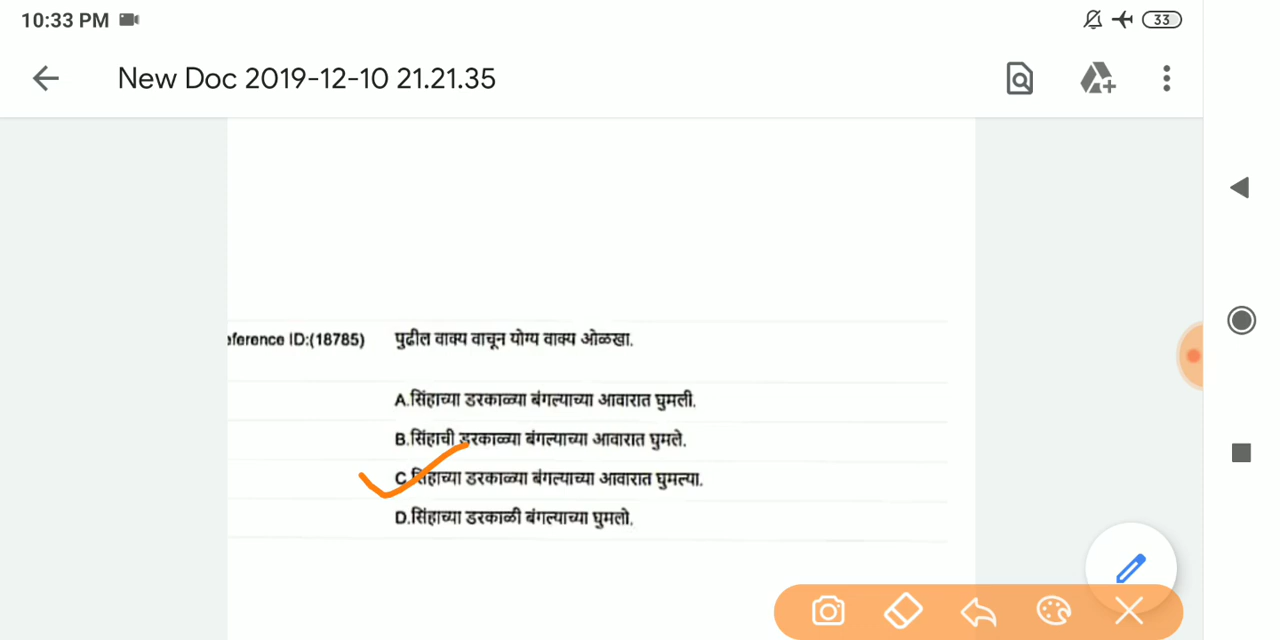 10:33 PM
33
New Doc 2019-12-10 21.21.35
eference ID:(18785) पुढील वाक्य वाचून योग्य वाक्य ओळखा.
A.सिंहाच्या डरकाळ्या बंगल्याच्या आवारात घुमली.
B.सिंहाची डरकाळ्या बंगल्याच्या आवारात घुमले.
C.सिंहाच्या डरकाळ्या बंगल्याच्या आवारात घुमल्या.
D.सिंहाच्या डरकाळी बंगल्याच्या घुमलो.